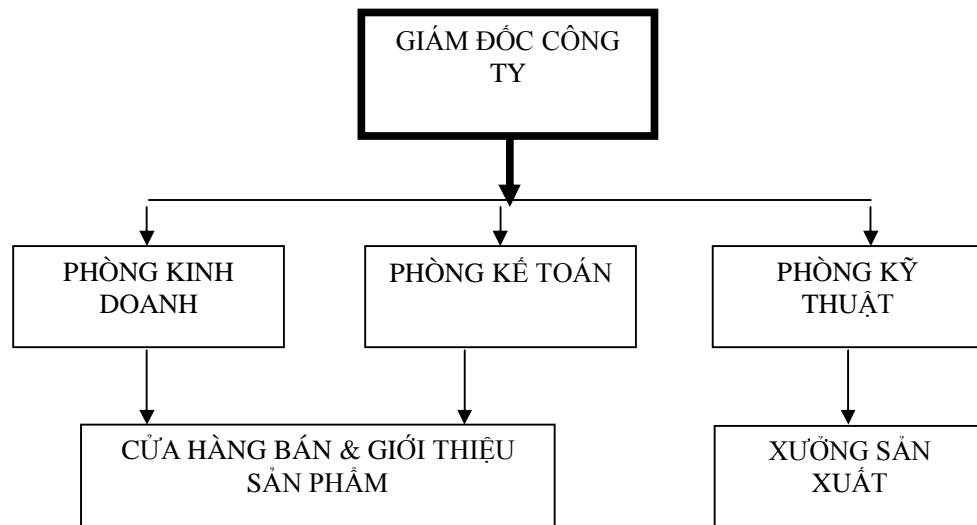 GIÁM ĐỐC CÔNG
TY
PHÒNG KINH
DOANH
PHÒNG KẾ TOÁN
PHÒNG KỸ
THUẬT
CỬA HÀNG BÁN & GIỚI THIỆU
SẢN PHẨM
XƯỞNG SẢN
XUẤT